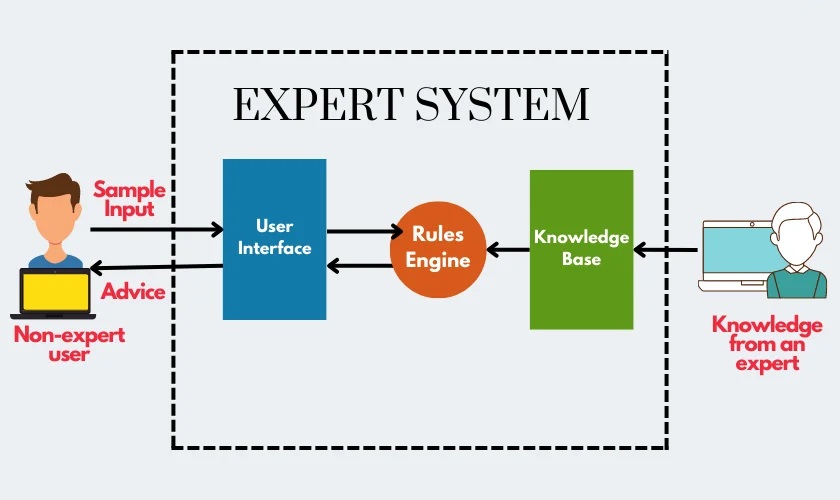 EXPERT SYSTEM
Sample
Input
Advice
Non-expert
user
User
Interface
Rules
Engine
Knowledge
Base
Knowledge
from an
expert